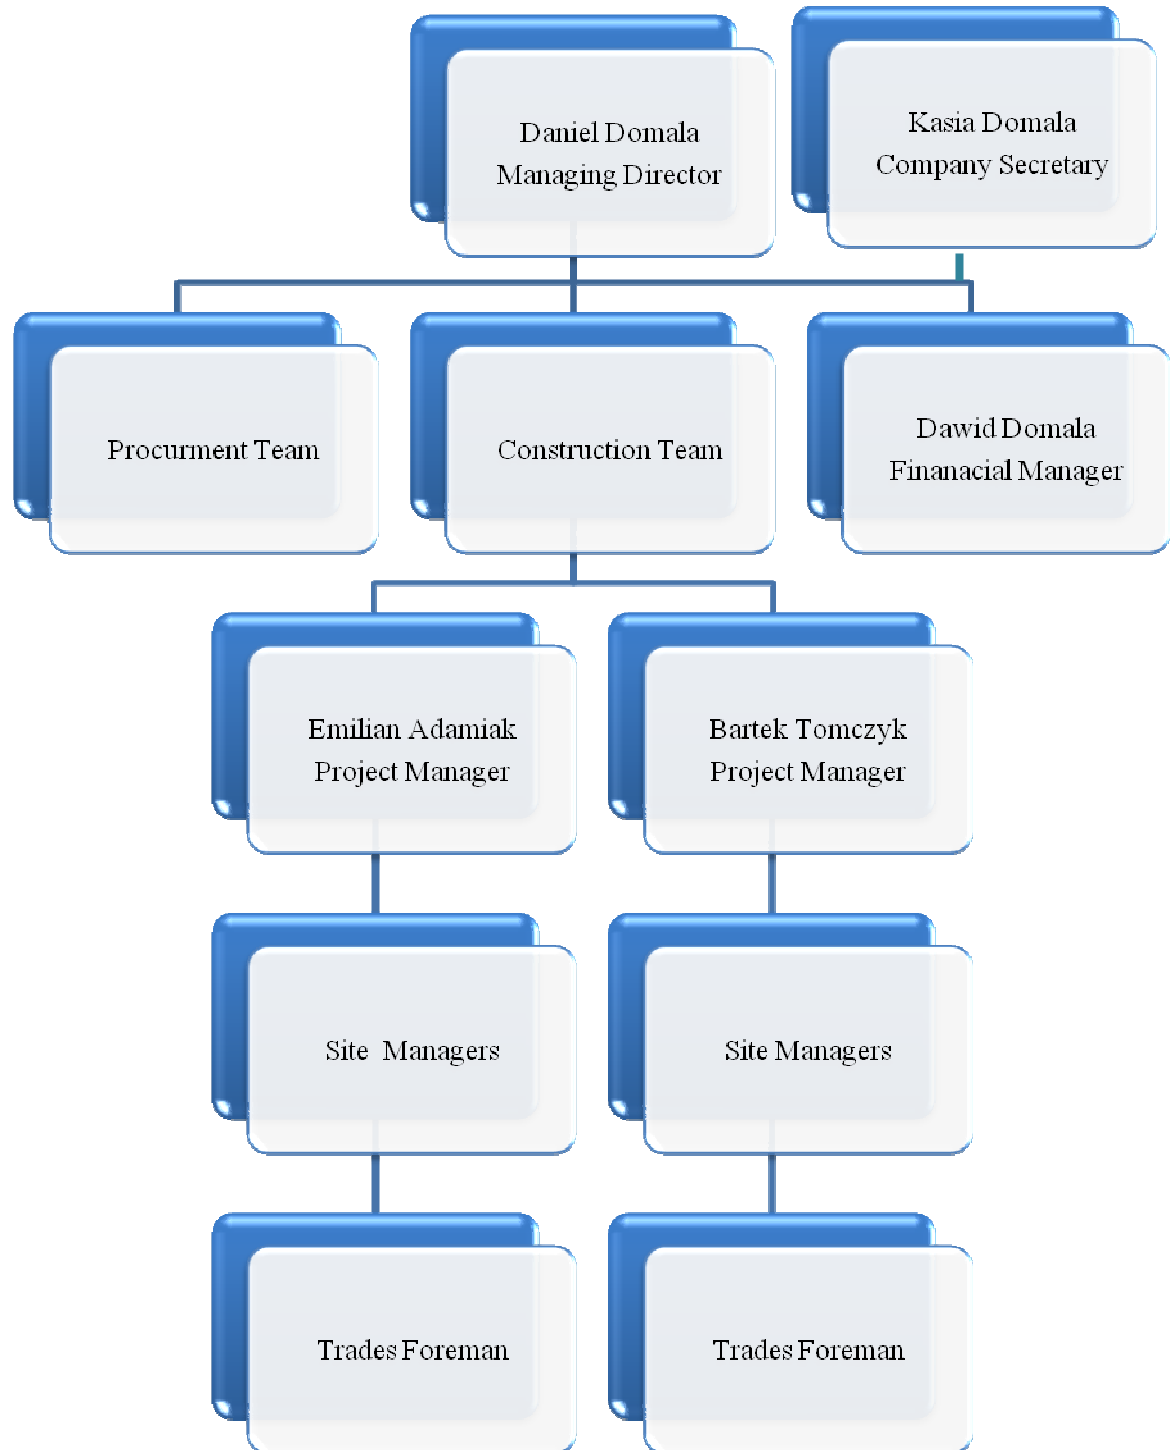 Daniel Domala
Managing Director
Kasia Domala
Company Secretary
Procurment Team
Construction Team
Dawid Domala
Finanacial Manager
Emilian Adamiak
Project Manager
Bartek Tomczyk
Project Manager
Site  Managers
Site Managers
Trades Foreman
Trades Foreman